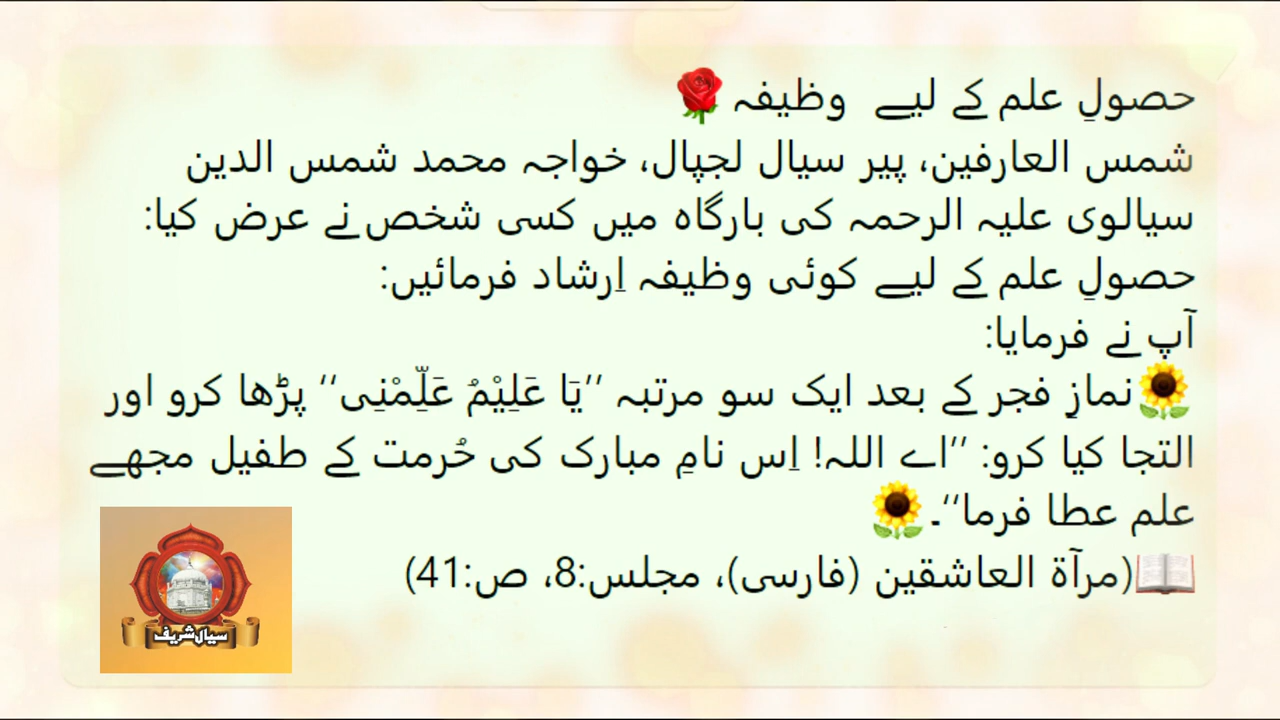 حصولِ علم کے لیے وظیفہ🌹
شمس العارفین، پیر سیال لجپال، خواجہ محمد شمس الدین
سیالوی علیہ الرحمہ کی بارگاہ میں کسی شخص نے عرض کیا:
حصولِ علم کے لیے کوئی وظیفہ اِرشاد فرمائیں:
آپ نے فرمایا:
🌻نمازِ فجر کے بعد ایک سو مرتبہ ’’یَا عَلِیْمُ عَلِّمْنِی‘‘ پڑھا کرو اور
التجا کیا کرو: ’’اے اللہ! اِس نامِ مبارک کی حُرمت کے طفیل مجھے
علم عطا فرما‘‘۔🌻
📖(مرآۃ العاشقین (فارسی)، مجلس:8، ص:41)
سیال شریف